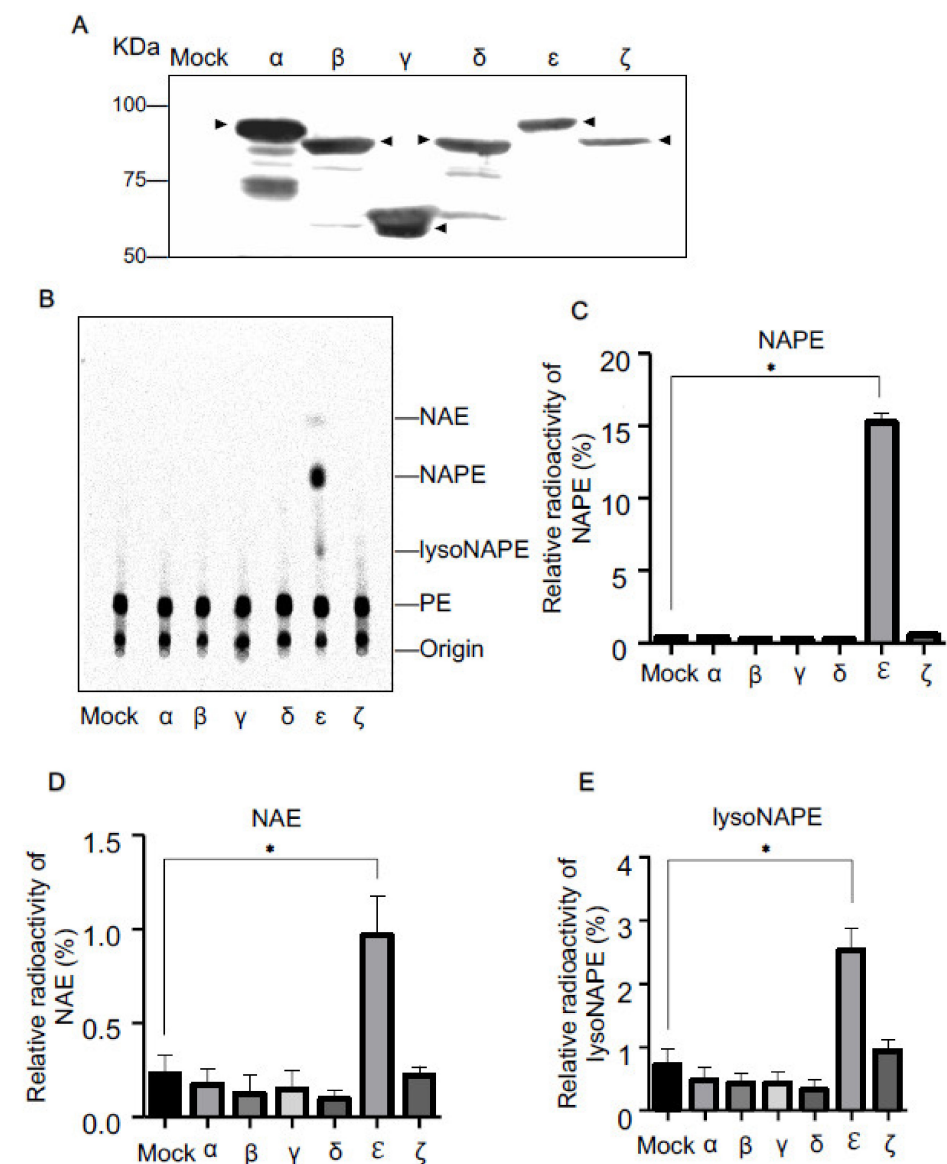 A
KDa Mock α β γ δ ε ζ
100
75
50
B
NAE
NAPE
lysoNAPE
PE
Origin
Mock α β γ δ ε ζ
C
NAPE
*
Relative radioactivity of
NAPE (%)
20
15
10
5
0
Mock α β γ δ ε ζ
D
NAE
*
Relative radioactivity of
NAE (%)
1.5
1.0
0.5
0.0
Mock α β γ δ ε ζ
E
lysoNAPE
*
Relative radioactivity of
lysoNAPE (%)
4
3
2
1
0
Mock α β γ δ ε ζ